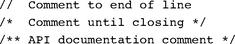 //  Comment to end of line
/*  Comment until closing */
/** API documentation comment */